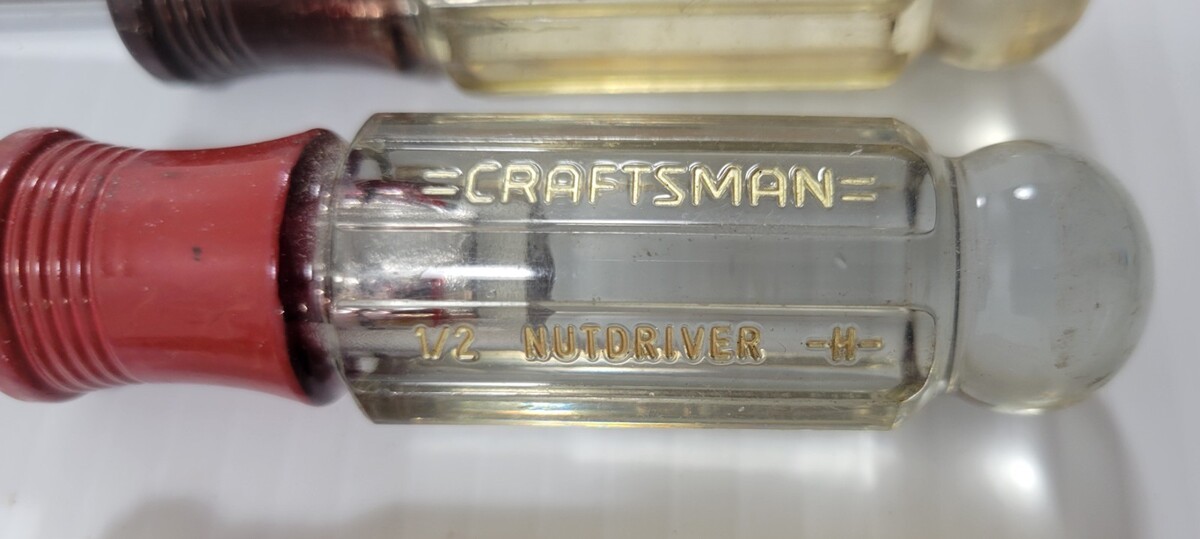 =CRAFTSMAN=
1/2 NUTDRIVER -H-